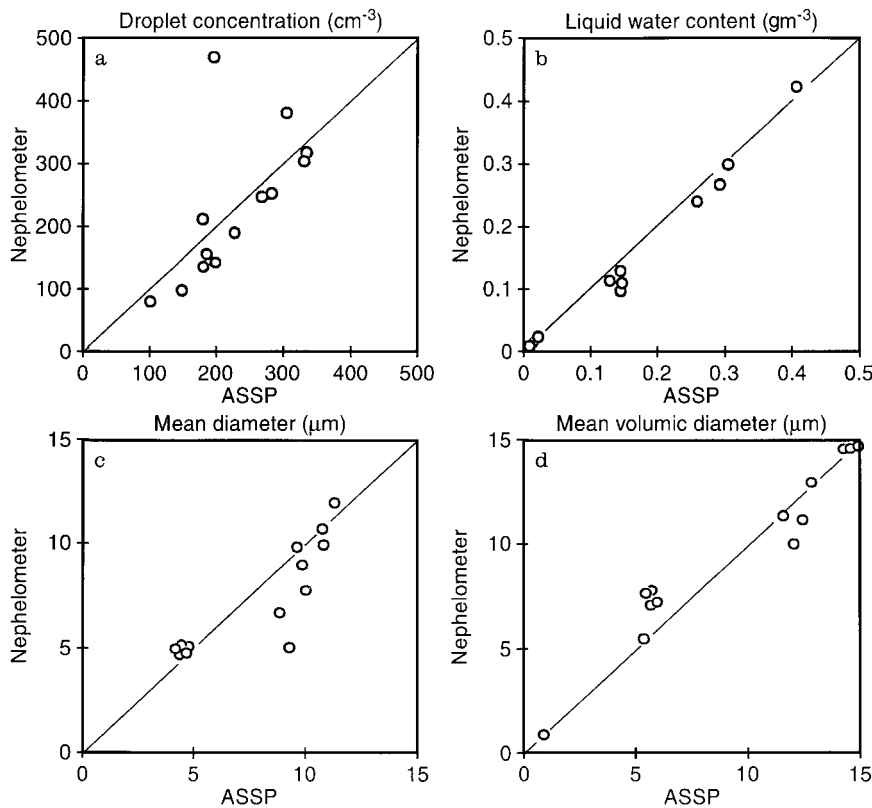 Droplet concentration (cm-3)
a
500
400
300
200
100
0
Nephelometer
0 100 200 300 400 500
ASSP
Liquid water content (gm-3)
b
0.5
0.4
0.3
0.2
0.1
0
Nephelometer
0 0.1 0.2 0.3 0.4 0.5
ASSP
Mean diameter (μm)
c
15
10
5
0
Nephelometer
0 5 10 15
ASSP
Mean volumic diameter (μm)
d
15
10
5
0
Nephelometer
0 5 10 15
ASSP